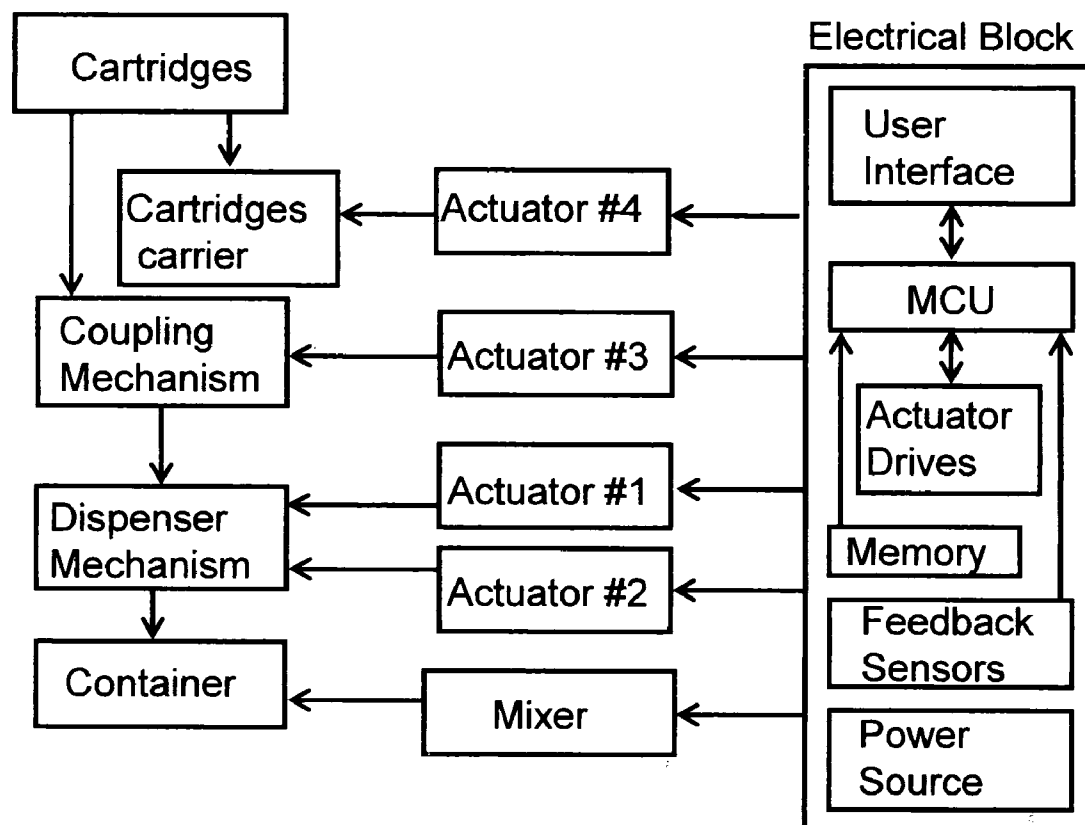 Electrical Block
Cartridges
User
Interface
Cartridges
carrier
Actuator #4
MCU
Coupling
Mechanism
Actuator #3
Actuator
Drives
Actuator #1
Dispenser
Mechanism
Memory
Actuator #2
Feedback
Sensors
Container
Mixer
Power
Source